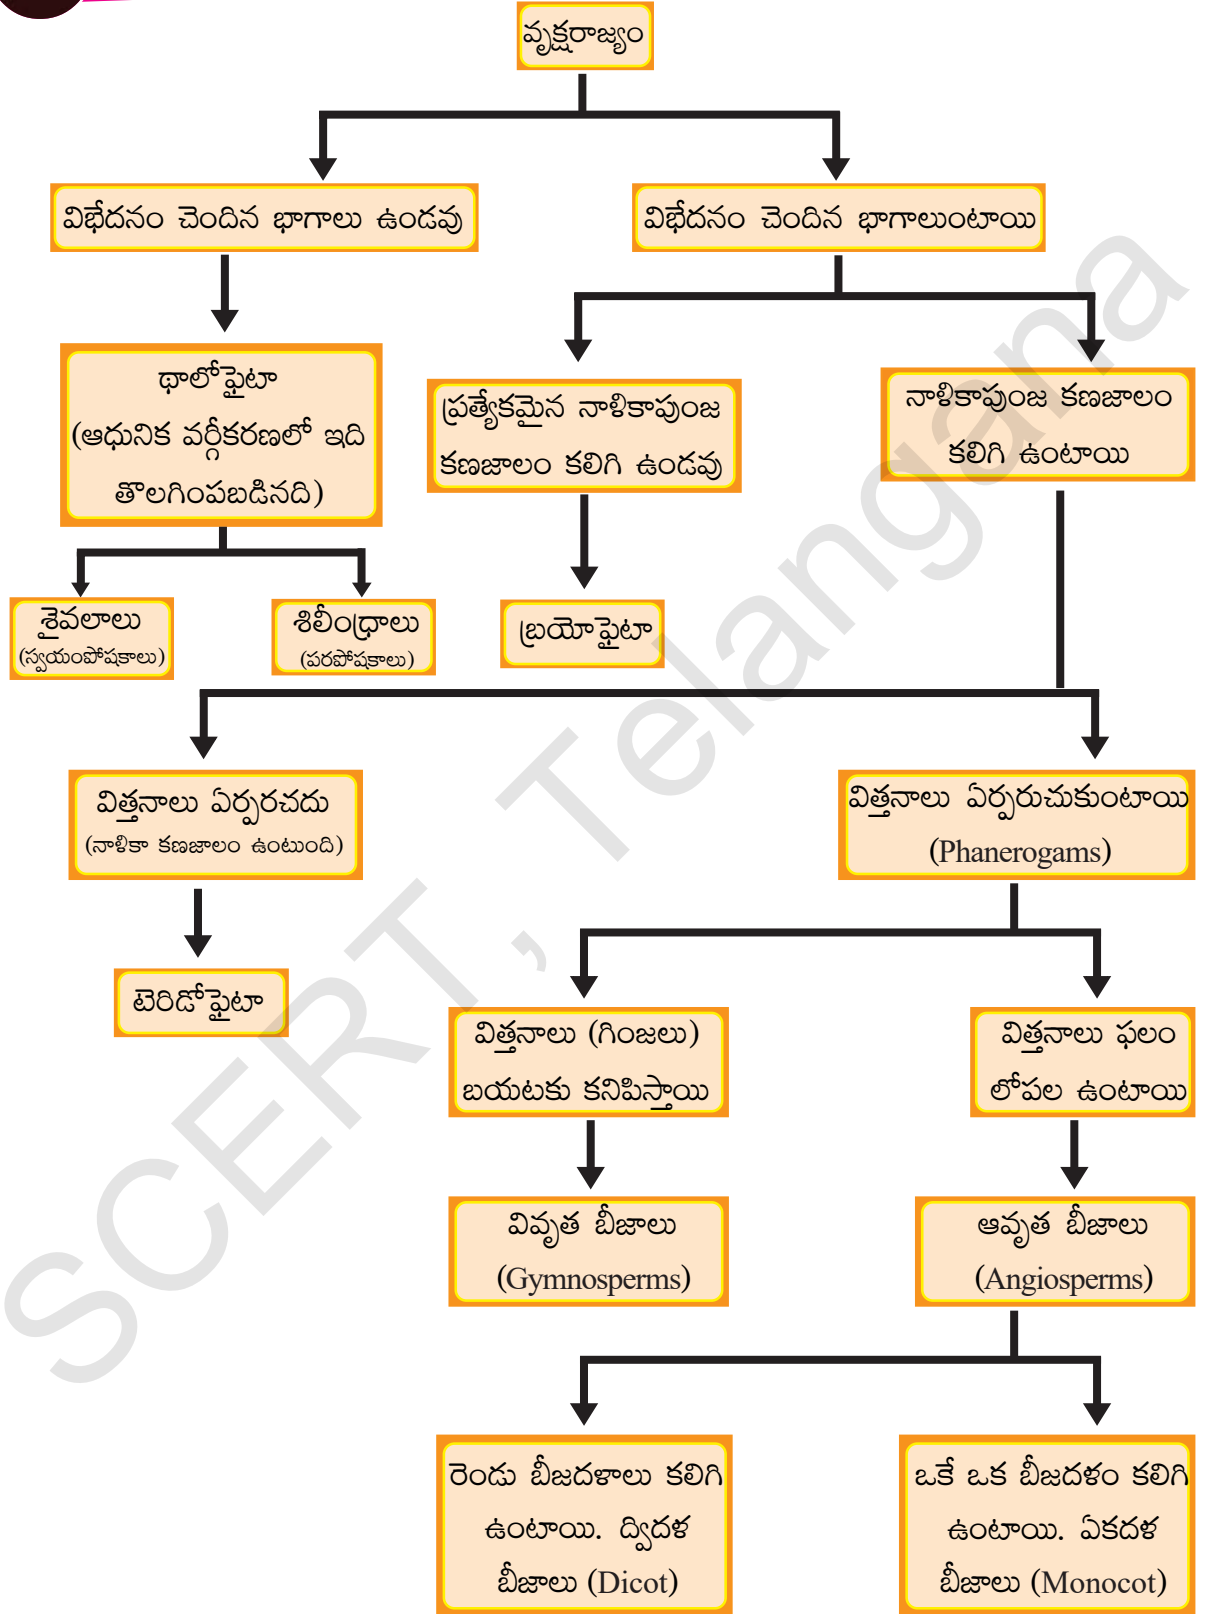 వృక్షరాజ్యం
విభేదనం చెందిన భాగాలు ఉండవు
విభేదనం చెందిన భాగాలుంటాయి
థాలోఫైటా
(ఆధునిక వర్గీకరణలో ఇది
తొలగింపబడినది)
ప్రత్యేకమైన నాళికాపుంజ
కణజాలం కలిగి ఉండవు
నాళికాపుంజ కణజాలం
కలిగి ఉంటాయి
శైవలాలు
(స్వయంపోషకాలు)
శిలీంధ్రాలు
(పరపోషకాలు)
బ్రయోఫైటా
విత్తనాలు ఏర్పరచదు
(నాళికా కణజాలం ఉంటుంది)
విత్తనాలు ఏర్పరుచుకుంటాయి
(Phanerogams)
టెరిడోఫైటా
విత్తనాలు (గింజలు)
బయటకు కనిపిస్తాయి
విత్తనాలు ఫలం
లోపల ఉంటాయి
వివృత బీజాలు
(Gymnosperms)
ఆవృత బీజాలు
(Angiosperms)
రెండు బీజదళాలు కలిగి
ఉంటాయి. ద్విదళ
బీజాలు (Dicot)
ఒకే ఒక బీజదళం కలిగి
ఉంటాయి. ఏకదళ
బీజాలు (Monocot)
SCERT, Telangana